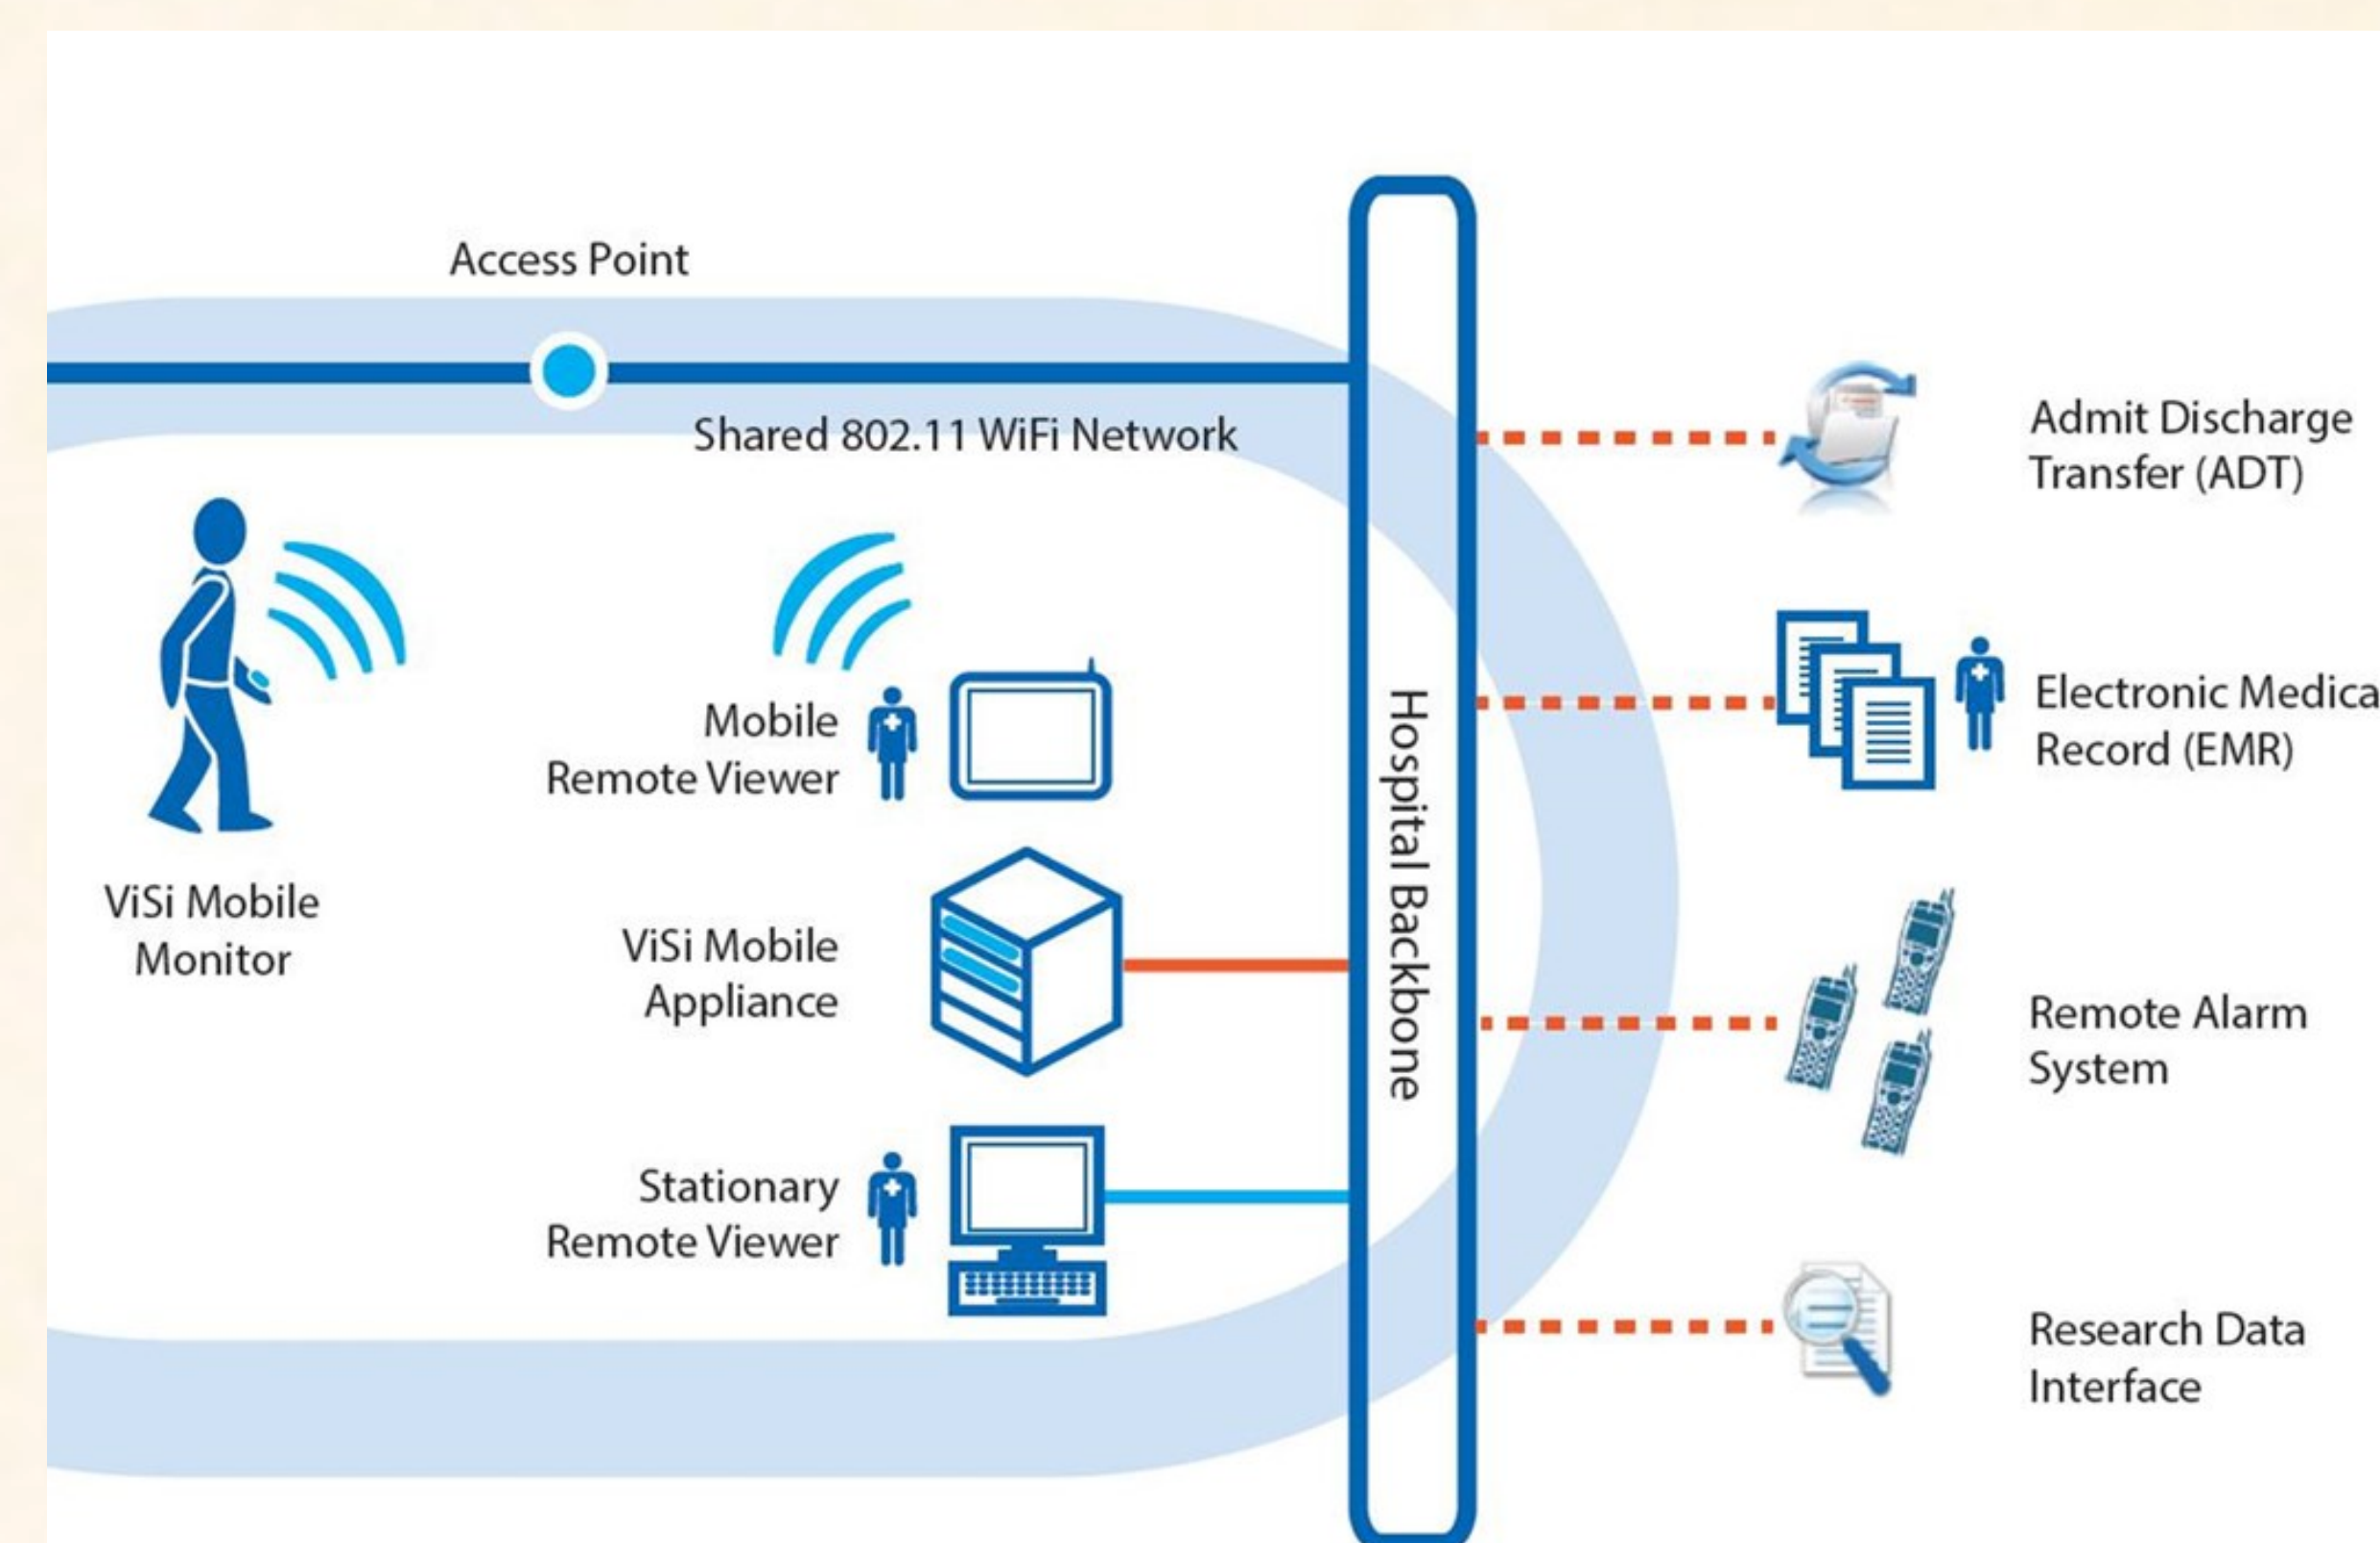 Access Point
Shared 802.11 WiFi Network
ViSi Mobile
Monitor
Mobile
Remote Viewer
ViSi Mobile
Appliance
Stationary
Remote Viewer
Hospital Backbone
Admit Discharge
Transfer (ADT)
Electronic Medica
Record (EMR)
Remote Alarm
System
Research Data
Interface